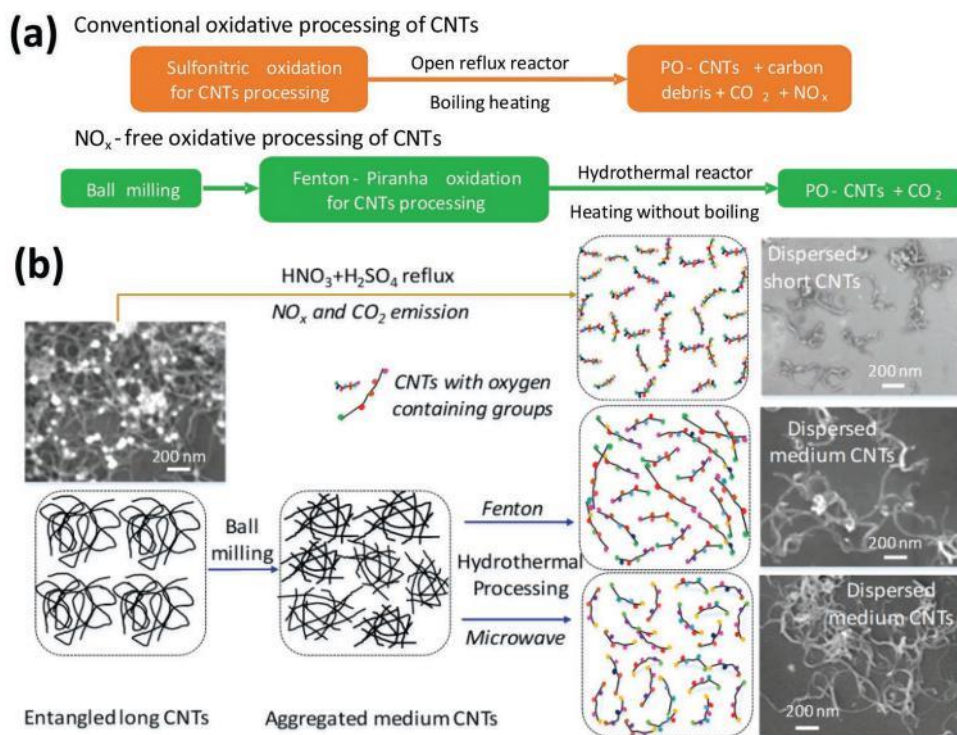 (a)
Conventional oxidative processing of CNTs
Sulfonitric oxidation
for CNTs processing
Open reflux reactor
Boiling heating
PO-CNTs + carbon
debris + CO₂ + NOₓ
NOₓ-free oxidative processing of CNTs
Ball milling
Fenton-Piranha oxidation
for CNTs processing
Hydrothermal reactor
Heating without boiling
PO-CNTs + CO₂
(b)
HNO₃+H₂SO₄ reflux
NOₓ and CO₂ emission
Dispersed
short CNTs
200 nm
200 nm
CNTs with oxygen
containing groups
Dispersed
medium CNTs
200 nm
Ball
milling
Fenton
Hydrothermal
Processing
Microwave
Dispersed
medium CNTs
200 nm
Entangled long CNTs
Aggregated medium CNTs